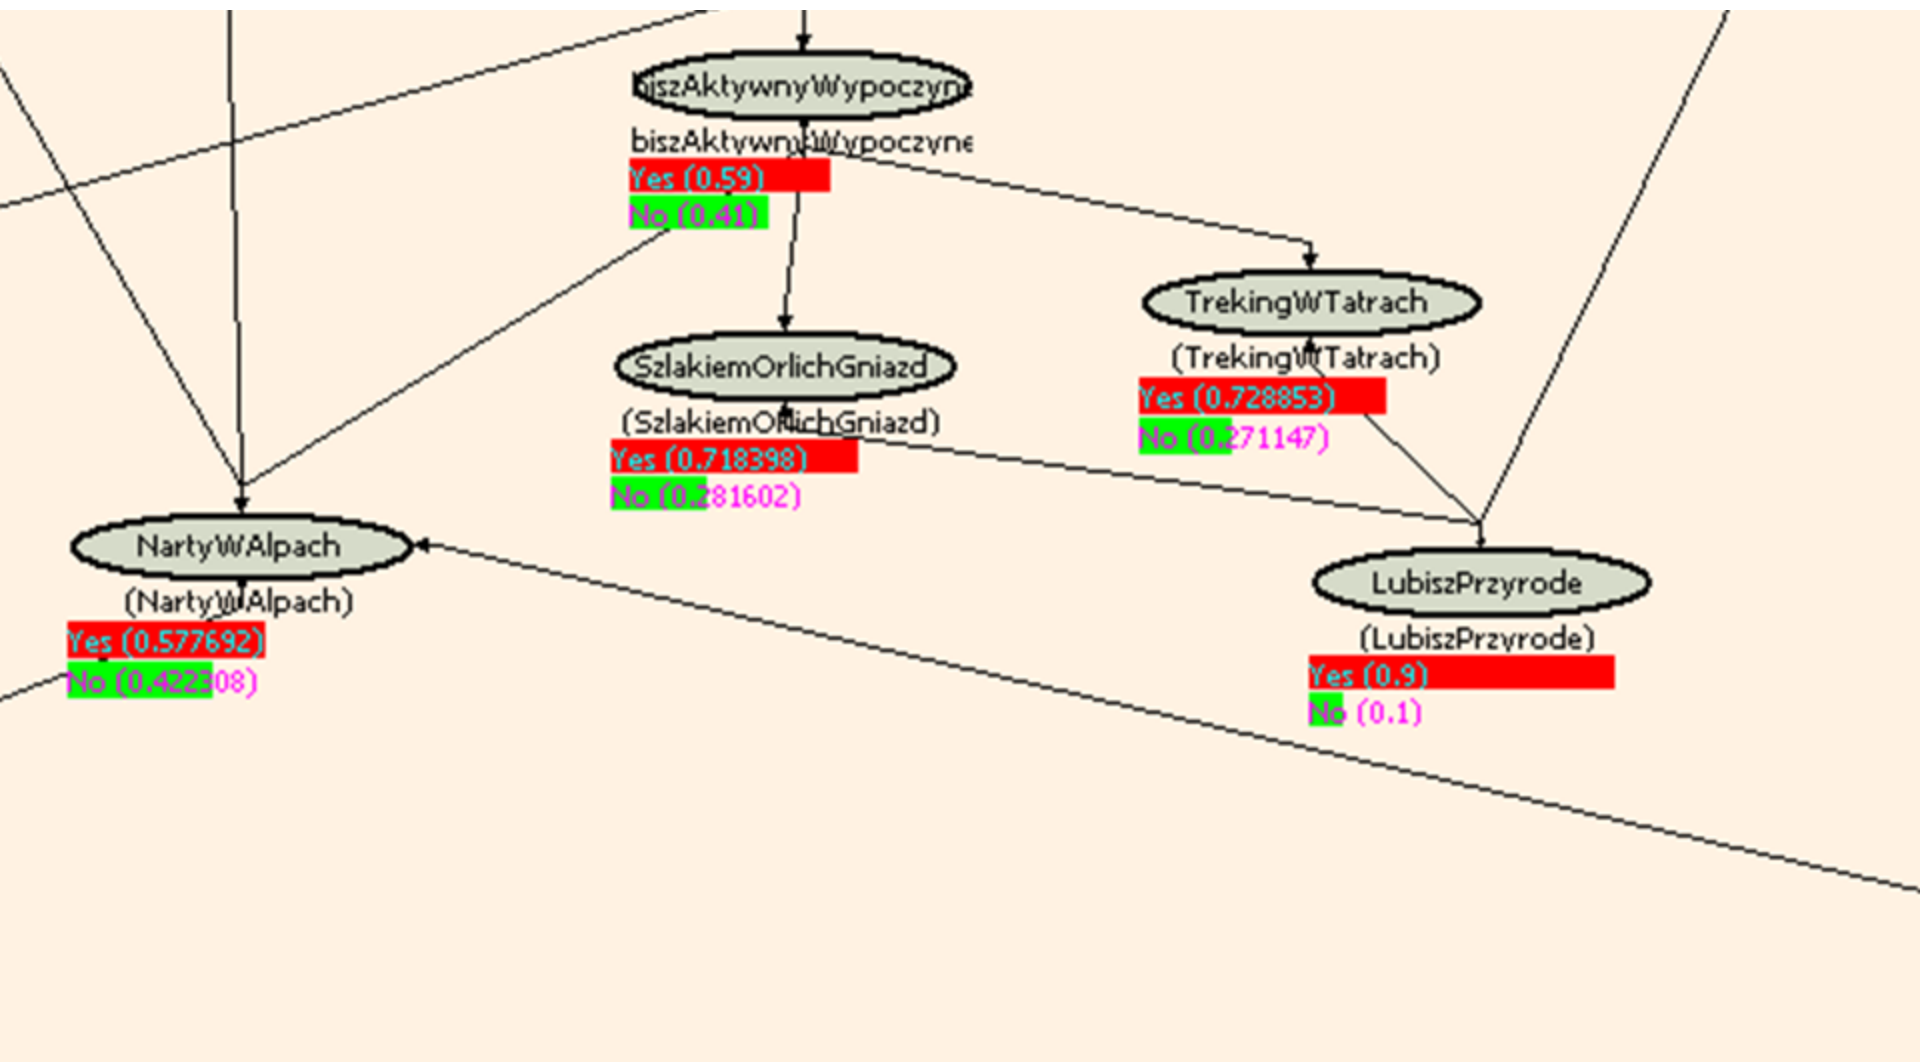 biszAktywnyWypoczyne
biszAktywnyWypoczyne
Yes (0.59)
No (0.41)
TrekingWTatrach
(TrekingWTatrach)
Yes (0.728853)
No (0.271147)
SzlakiemOrlichGniazd
(SzlakiemOrlichGniazd)
Yes (0.718398)
No (0.281602)
NartyWAlpach
(NartyWAlpach)
Yes (0.577692)
No (0.422308)
LubiszPrzyrode
(LubiszPrzyrode)
Yes (0.9)
No (0.1)